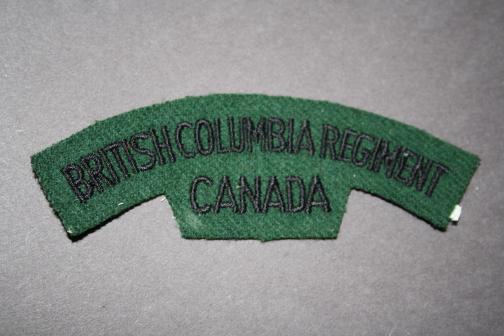 BRITISH COLUMBIA REGIMENT
CANADA